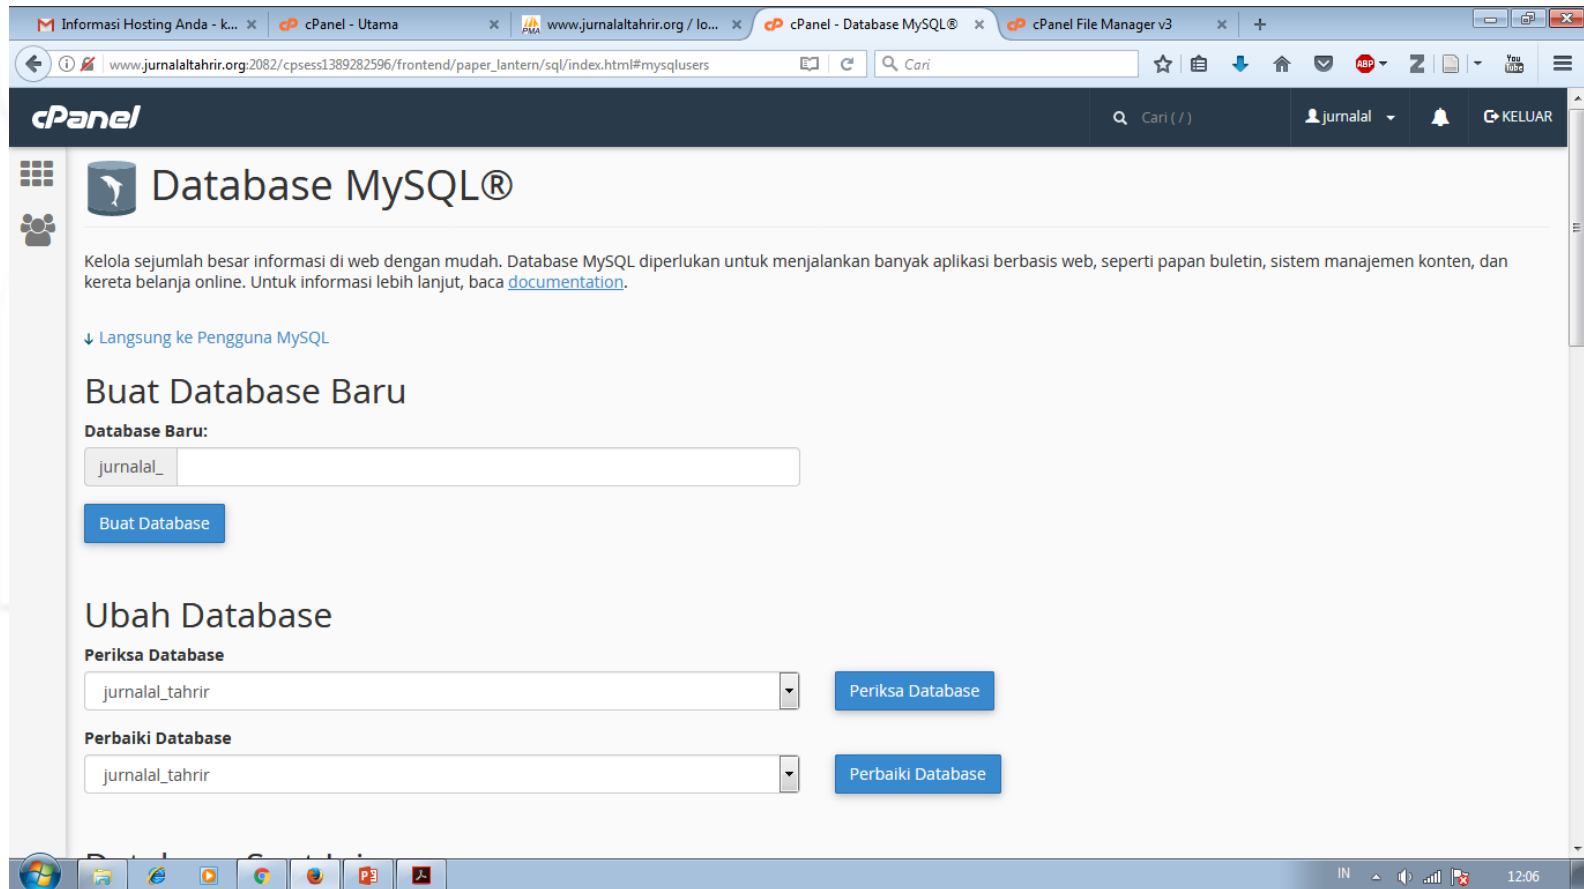 Informasi Hosting Anda - k...
cPanel - Utama
www.jurnalaltahrir.org / lo...
cPanel - Database MySQL®
cPanel File Manager v3
www.jurnalaltahrir.org:2082/cpsess1389282596/frontend/paper_lantern/sql/index.html#mysqlusers
Cari
cPanel
Cari ( / )
jurnalal
KELUAR
Database MySQL®
Kelola sejumlah besar informasi di web dengan mudah. Database MySQL diperlukan untuk menjalankan banyak aplikasi berbasis web, seperti papan buletin, sistem manajemen konten, dan
kereta belanja online. Untuk informasi lebih lanjut, baca documentation.
Langsung ke Pengguna MySQL
Buat Database Baru
Database Baru:
jurnalal_
Buat Database
Ubah Database
Periksa Database
jurnalal_tahrir
Periksa Database
Perbaiki Database
jurnalal_tahrir
Perbaiki Database
IN
12:06